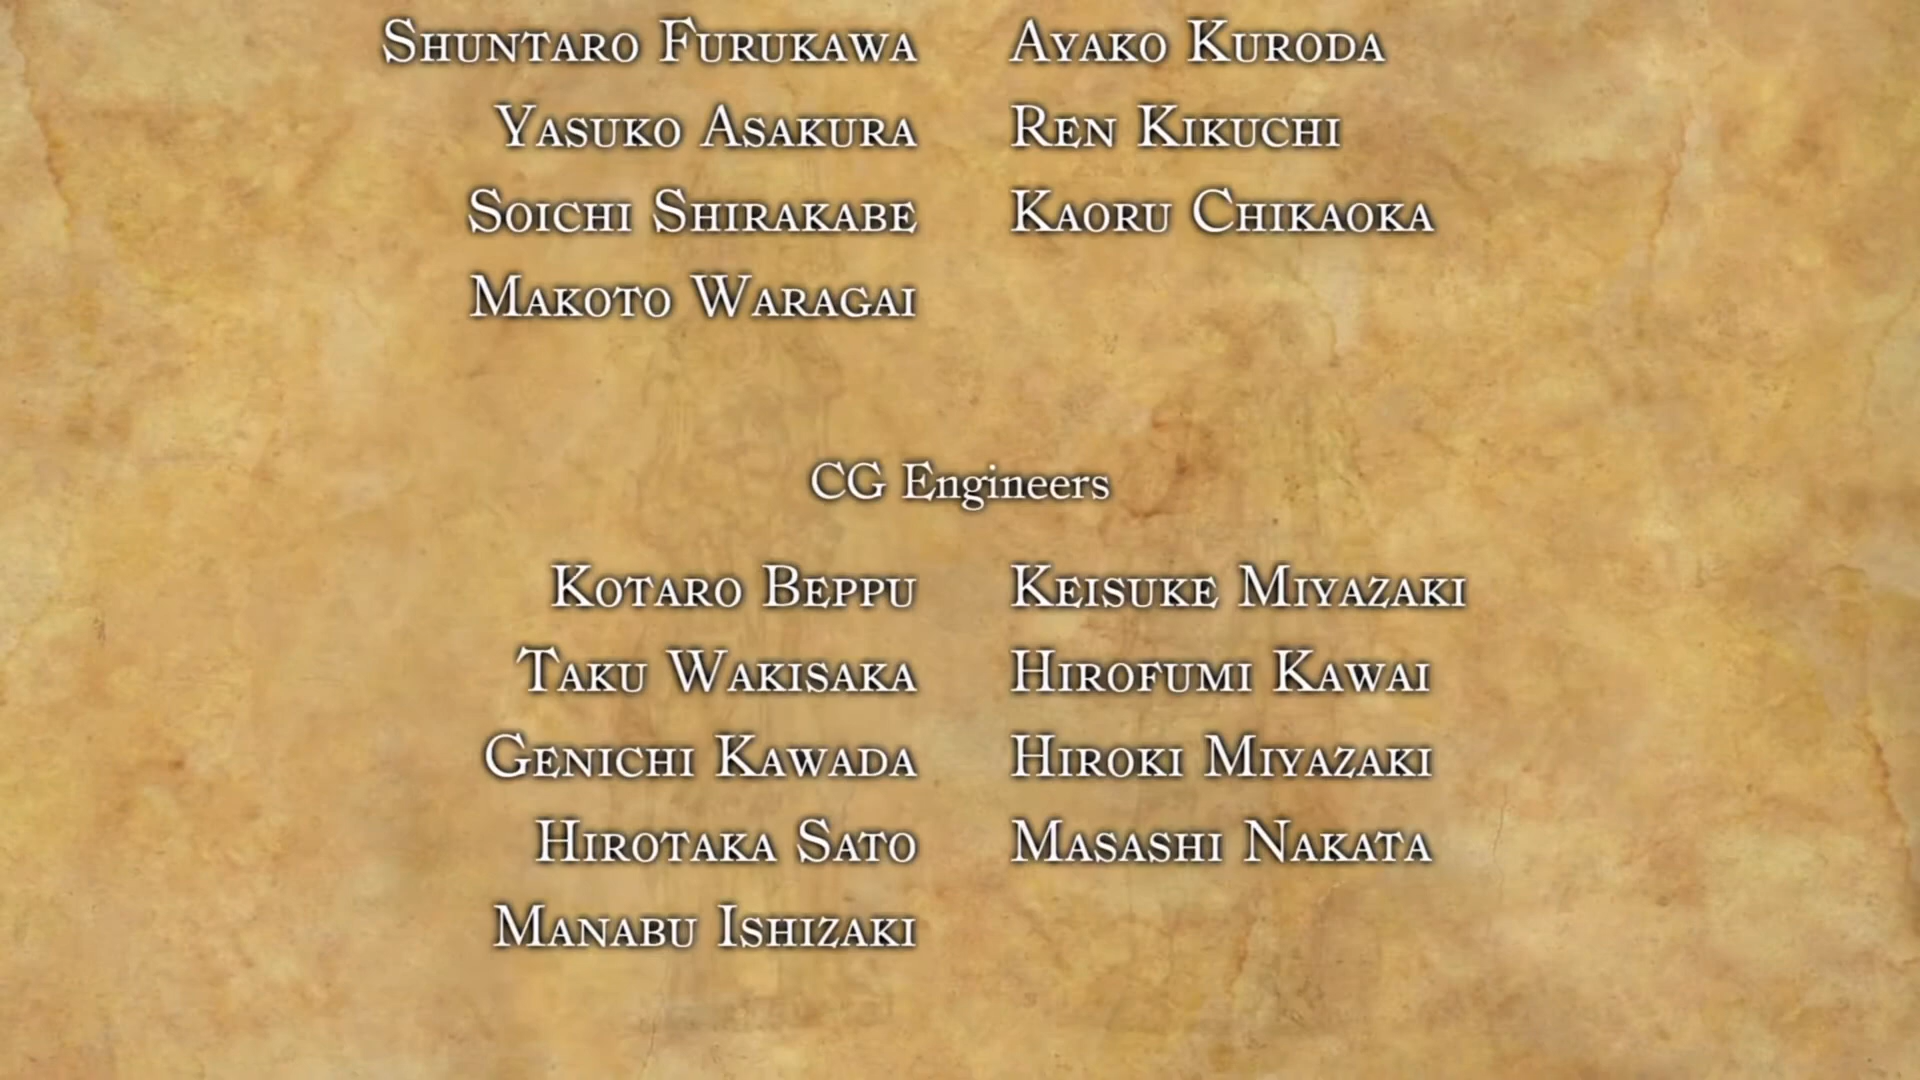 Shuntaro Furukawa Ayako Kuroda
Yasuko Asakura Ren Kikuchi
Soichi Shirakabe Kaoru Chikaoka
Makoto Waragai
CG Engineers
Kotaro Beppu Keisuke Miyazaki
Taku Wakisaka Hirofumi Kawai
Genichi Kawada Hiroki Miyazaki
Hirotaka Sato Masashi Nakata
Manabu Ishizaki